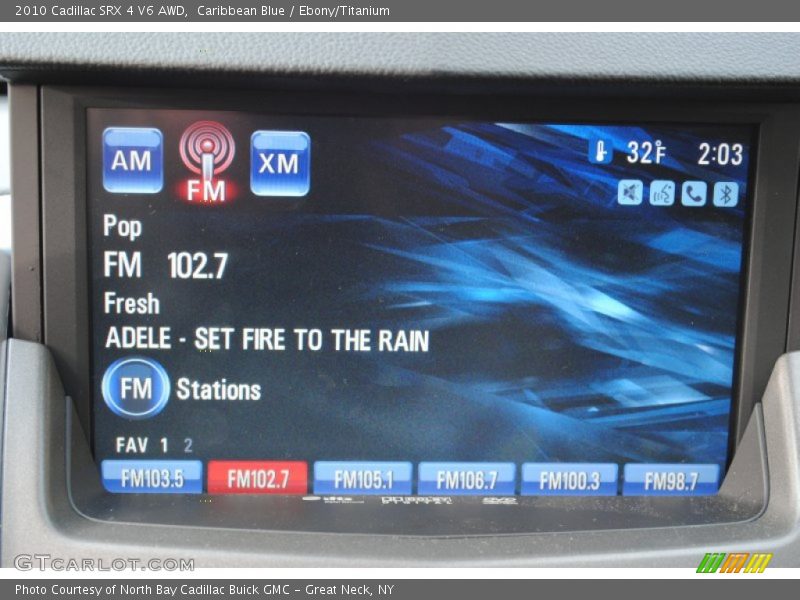 2010 Cadillac SRX 4 V6 AWD,  Caribbean Blue / Ebony/Titanium
AM
FM
XM
32°F
2:03
Pop
FM 102.7
Fresh
ADELE - SET FIRE TO THE RAIN
FM Stations
FAV 1 2
FM103.5 FM102.7 FM105.1 FM106.7 FM100.3 FM98.7
GTCARLOT.COM
Photo Courtesy of North Bay Cadillac Buick GMC – Great Neck, NY